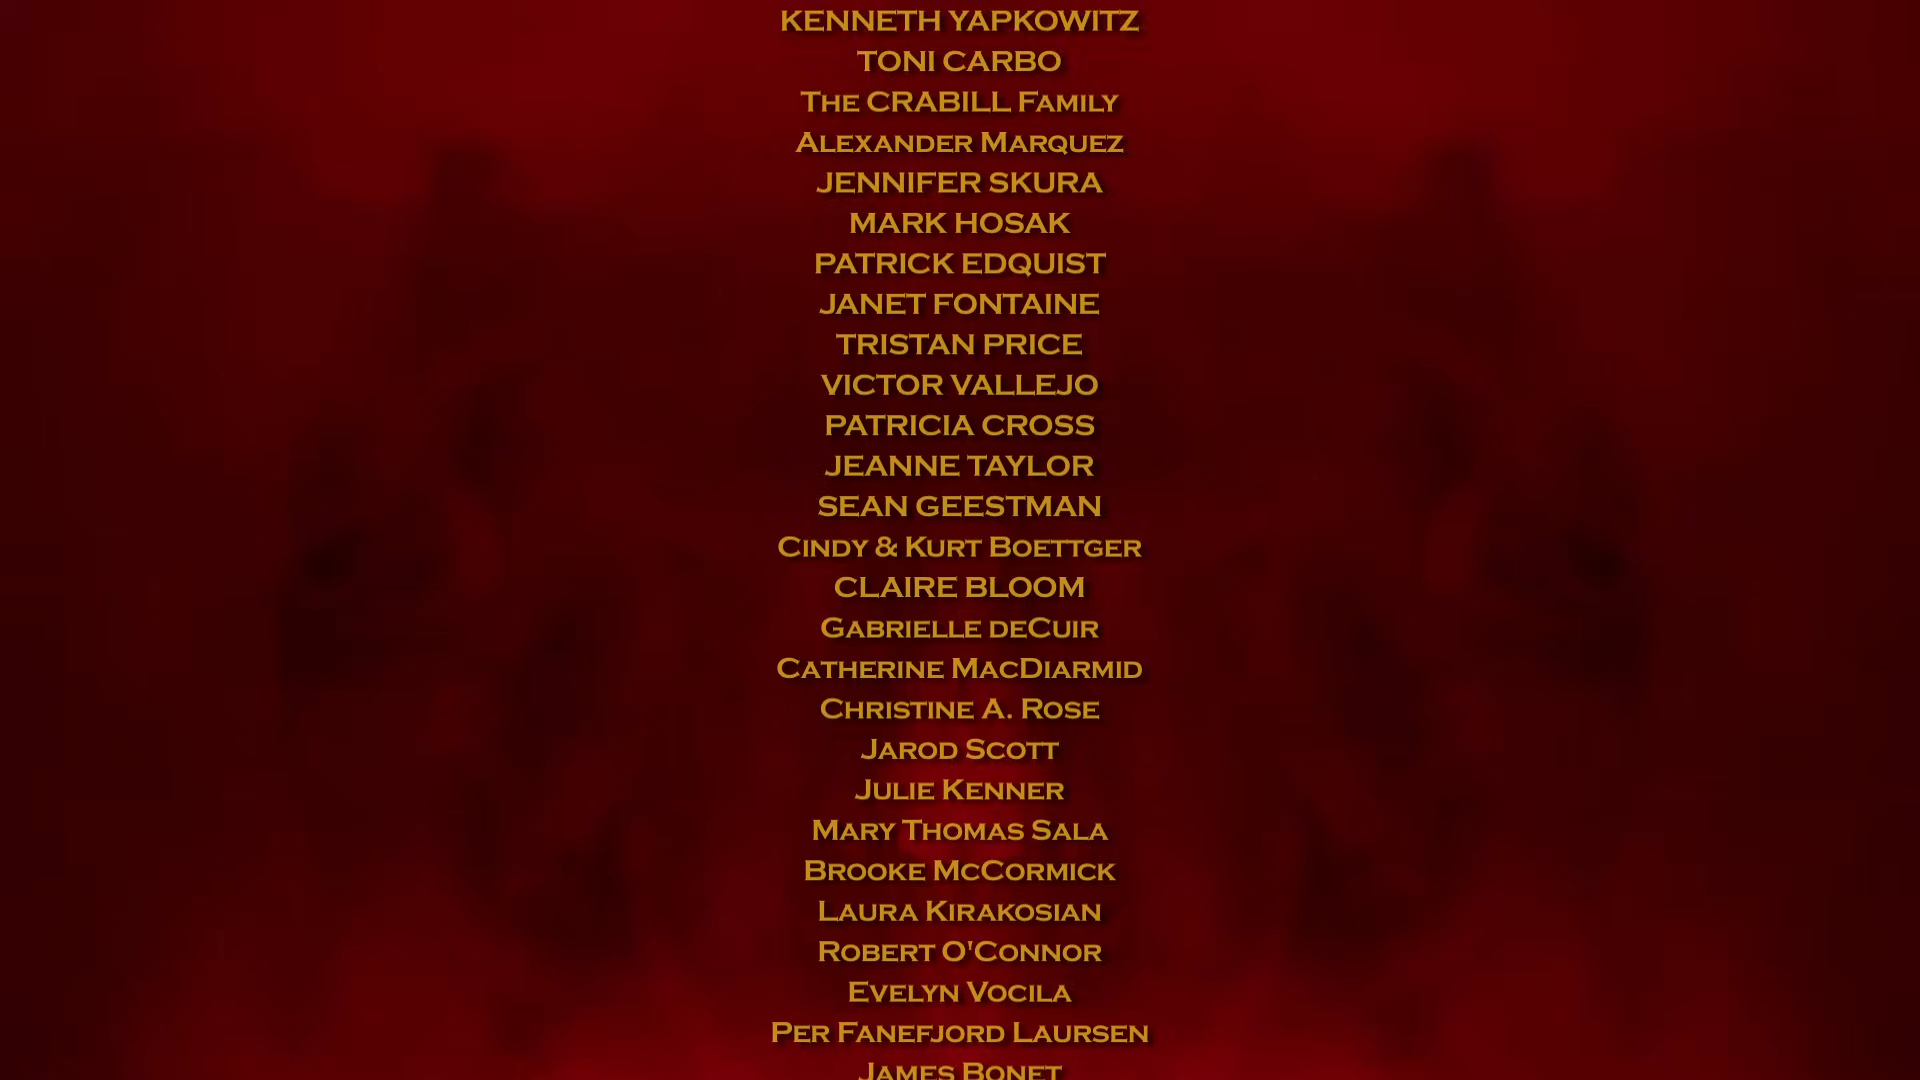 KENNETH YAPKOWITZ
TONI CARBO
The CRABILL Family
Alexander Marquez
JENNIFER SKURA
MARK HOSAK
PATRICK EDQUIST
JANET FONTAINE
TRISTAN PRICE
VICTOR VALLEJO
PATRICIA CROSS
JEANNE TAYLOR
SEAN GEESTMAN
Cindy & Kurt Boettger
CLAIRE BLOOM
Gabrielle deCuir
Catherine MacDiarmid
Christine A. Rose
Jarod Scott
Julie Kenner
Mary Thomas Sala
Brooke McCormick
Laura Kirakosian
Robert O'Connor
Evelyn Vocila
Per Fanefjord Laursen
James Bonet